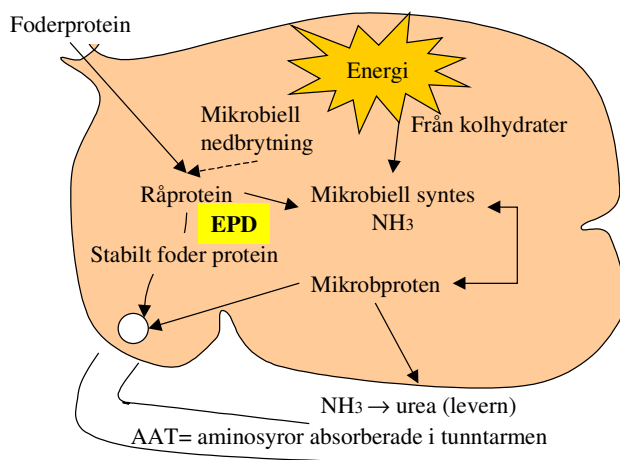 Foderprotein
Energi
Mikrobiell
nedbrytning
Från kolhydrater
Råprotein
Mikrobiell syntes
NH3
EPD
Stabilt foder protein
Mikrobproten
NH3 → urea (levern)
AAT= aminosyror absorberade i tunntarmen